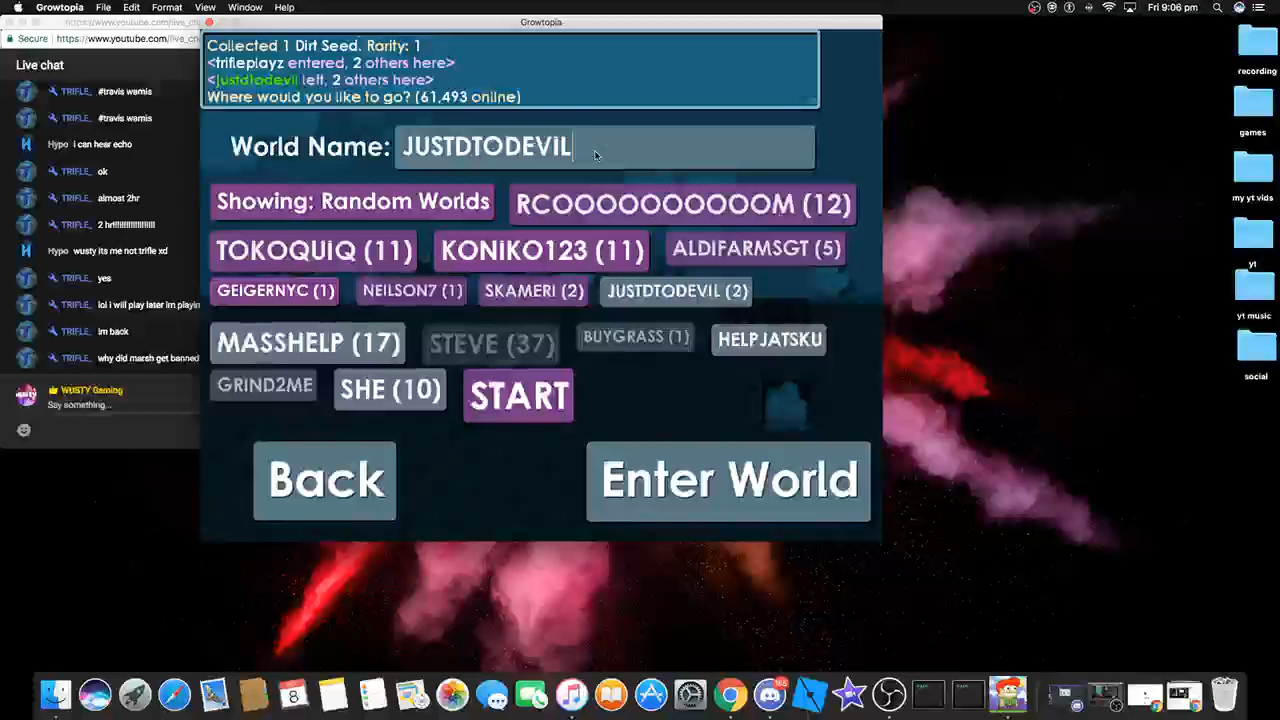 Growtopia File Edit View Window Help
Fri 9:06 pm
https://www.youtube.com/live_ch
Secure https://www.youtube.com/live_c
Live chat
TRIFLE_ #travis wamis
TRIFLE_ #travis wamis
Hypo i can hear echo
TRIFLE_ ok
TRIFLE_ almost 2hr
TRIFLE_ 2 hr!!!!!!!!!!!!!!!!!!!
Hypo wusty its me not trifle xd
TRIFLE_ yes
TRIFLE_ lol i will play later im playin
TRIFLE_ im back
TRIFLE_ why did marsh get banned
WUSTY Gaming
Say something...
Growtopia
Collected 1 Dirt Seed. Rarity: 1
<trifleplayz entered, 2 others here>
<justdtodevil left, 2 others here>
Where would you like to go? (61,493 online)
World Name: JUSTDTODEViL
Showing: Random Worlds RCOOOOOOOOOOM (12)
TOKOQUiQ (11) KONiKO123 (11) ALDIFARMSGT (5)
GEIGERNYC (1) NEILSON7 (1) SKAMERI (2) JUSTDTODEVIL (2)
MASSHELP (17) STEVE (37) BUYGRASS (1) HELPJATSKU
GRIND2ME SHE (10) START
Back Enter World
recording
games
my yt vids
yt
yt music
social
8